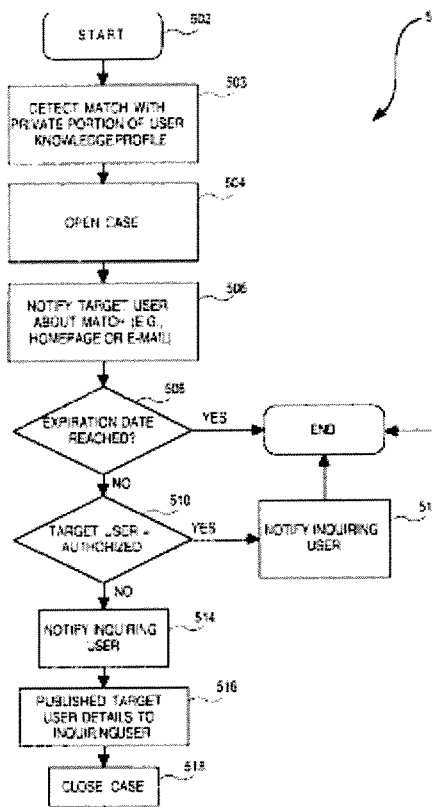 START
502
5
503
DETECT MATCH WITH
PRIVATE PORTION OF USER
KNOWLEDGE PROFILE
504
OPEN CASE
506
NOTIFY TARGET USER
ABOUT MATCH (E.G.,
HOMEPAGE OR E-MAIL)
EXPIRATION DATE
REACHED?
YES
END
NO
510
TARGET USER
AUTHORIZED
YES
NOTIFY INQUIRING
USER
51
NO
514
NOTIFY INQUIRING
USER
516
PUBLISHED TARGET
USER DETAILS TO
INQUIRING USER
518
CLOSE CASE